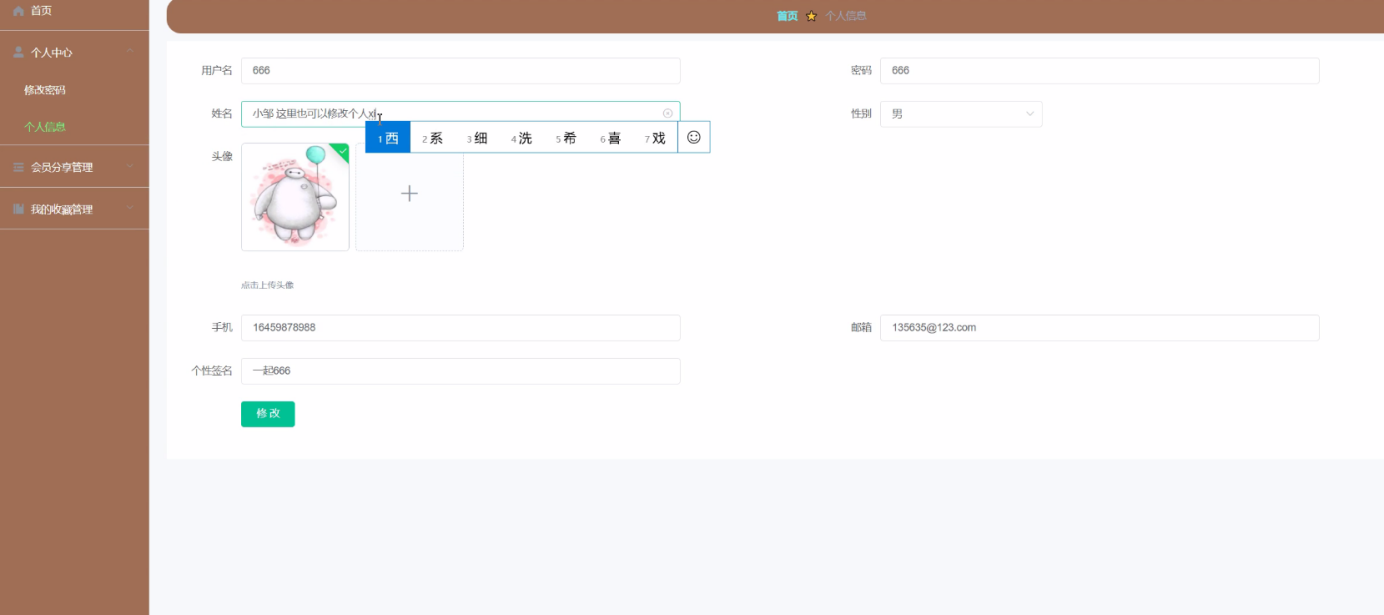 首页
个人中心
修改密码
个人信息
会员分享管理
我的收藏管理
首页 个人信息
用户名 666
密码 666
姓名 小邹 这里也可以修改个人xi
性别 男
1 西 2 系 3 细 4 洗 5 希 6 喜 7 戏
头像
点击上传头像
手机 16459878988
邮箱 135635@123.com
个性签名 一起666
修改